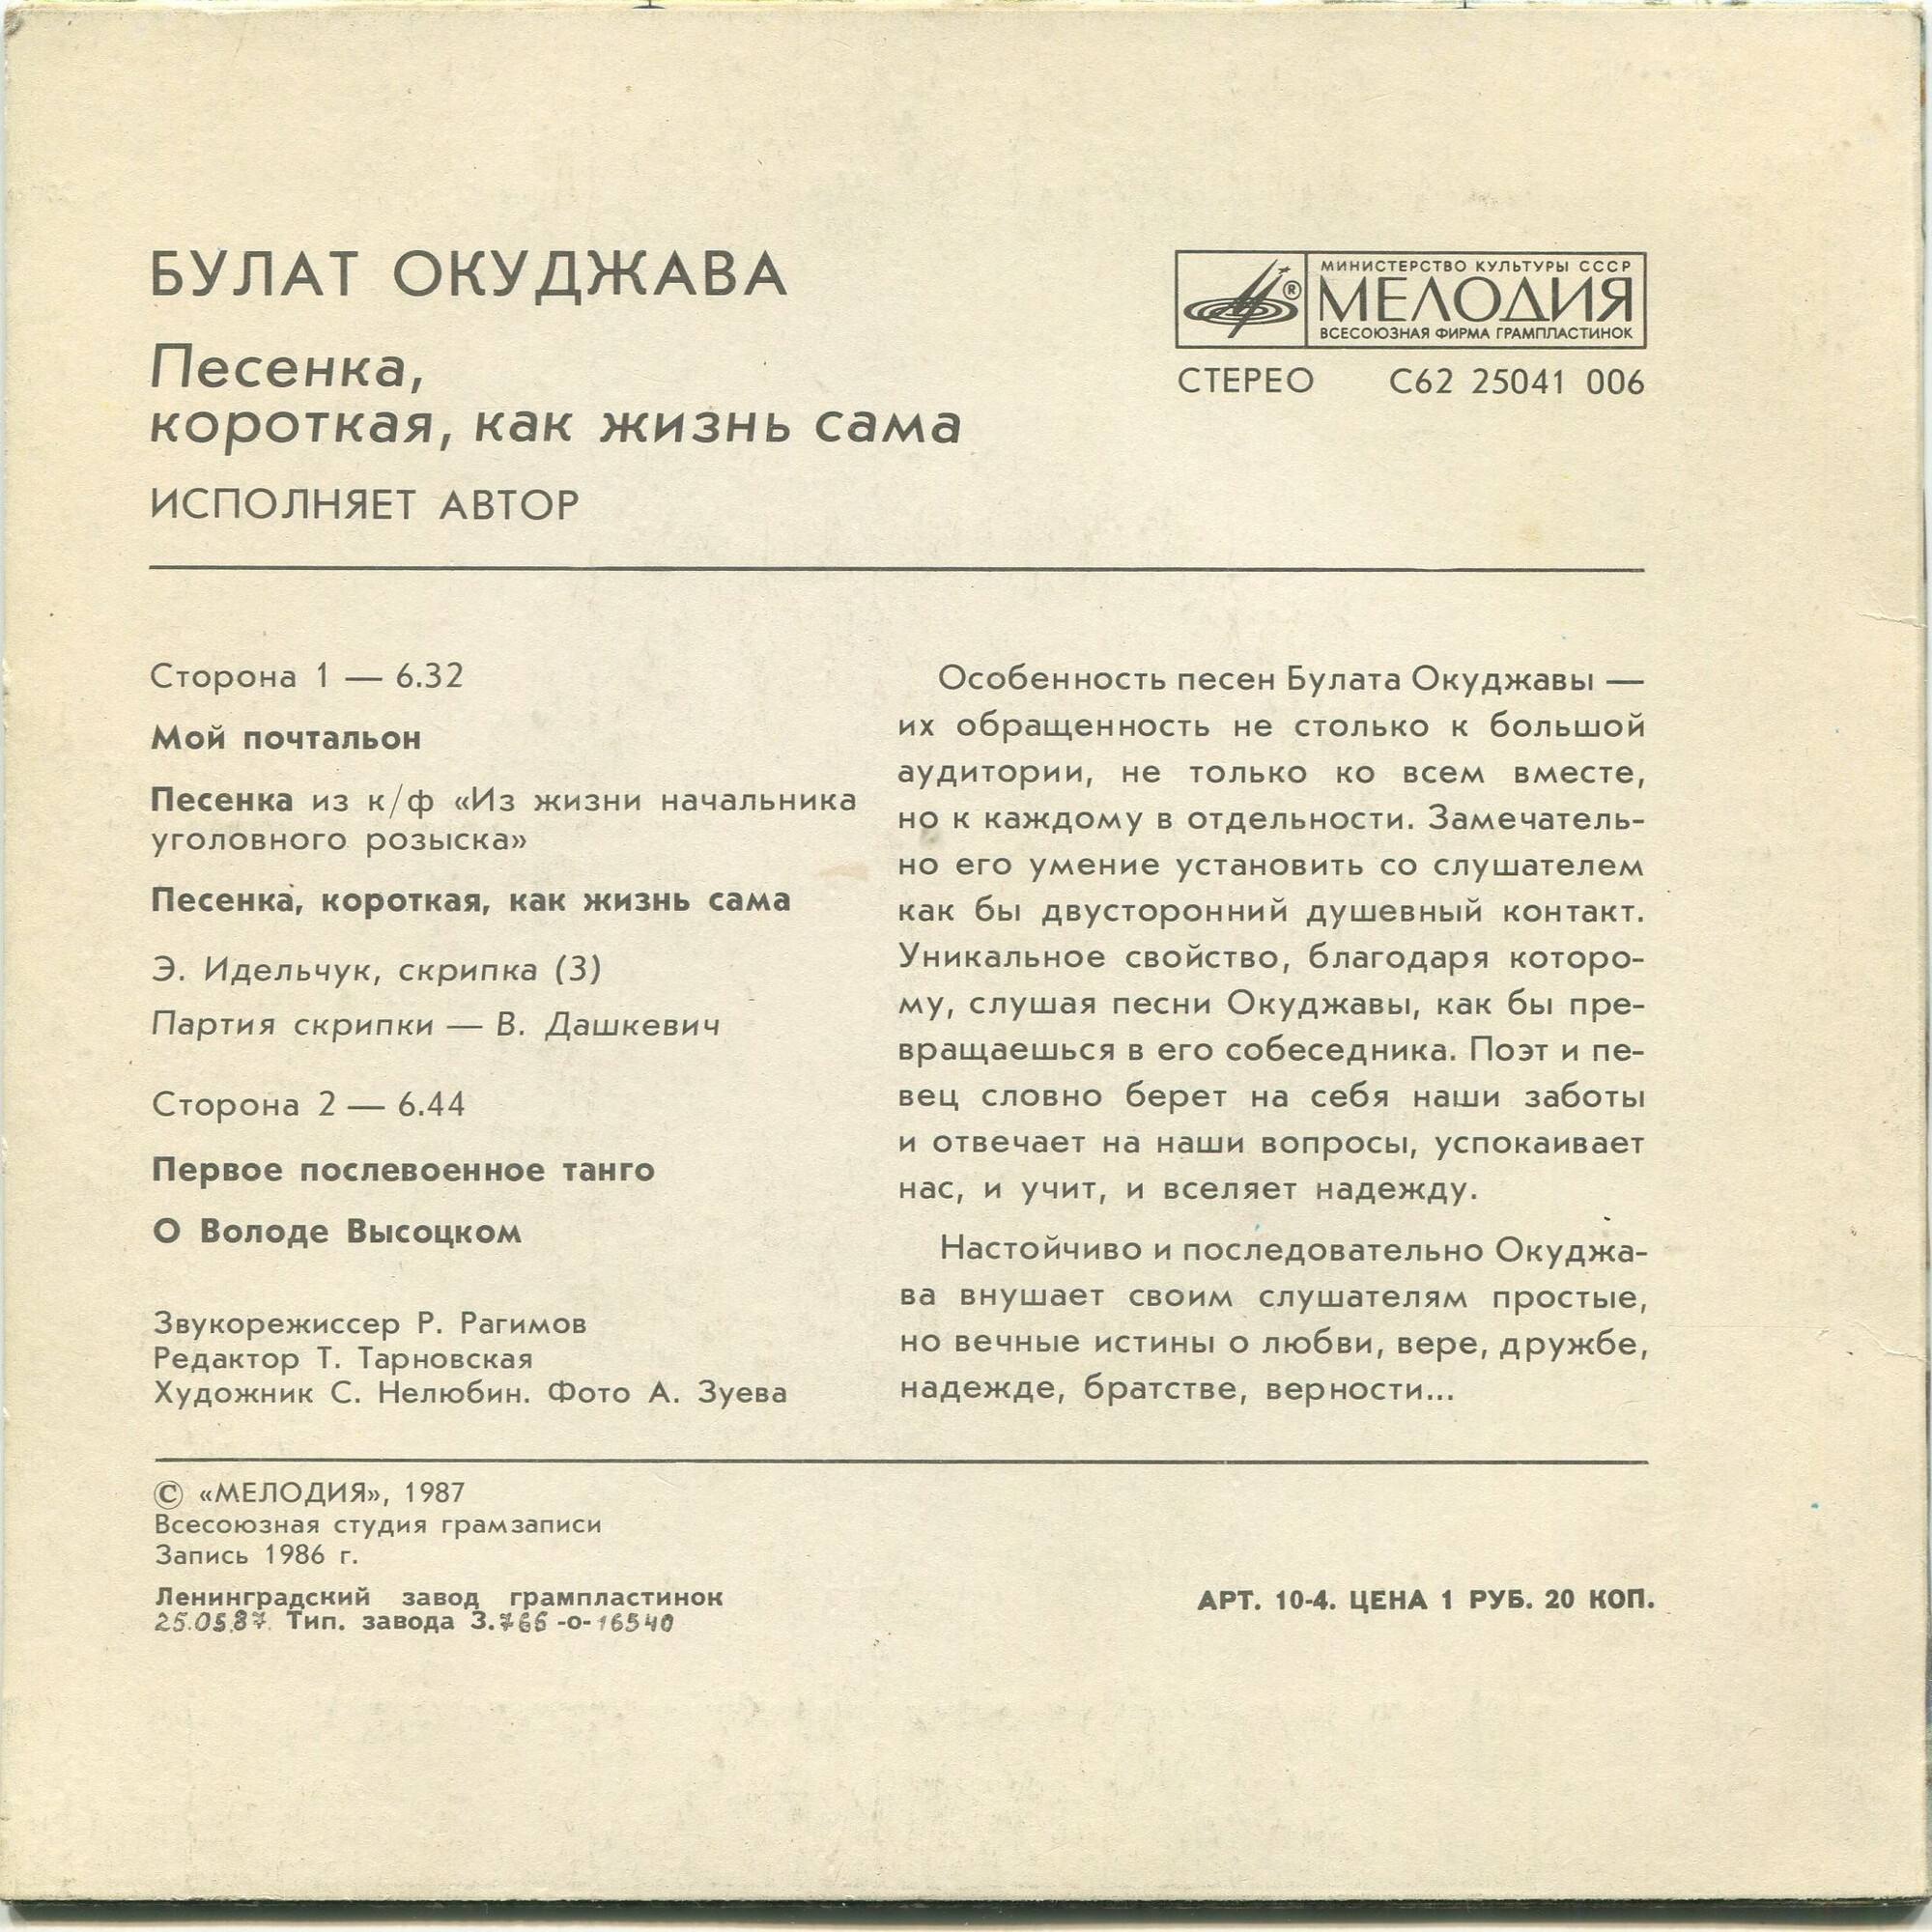 БУЛАТ ОКУДЖАВА
Песенка,
короткая, как жизнь сама
ИСПОЛНЯЕТ АВТОР
МИНИСТЕРСТВО КУЛЬТУРЫ СССР
МЕЛОДИЯ
ВСЕСОЮЗНАЯ ФИРМА ГРАМПЛАСТИНОК
®
СТЕРЕО С62 25041 006
Сторона 1 — 6.32
Мой почтальон
Песенка из к/ф «Из жизни начальника
уголовного розыска»
Песенка, короткая, как жизнь сама
Э. Идельчук, скрипка (3)
Партия скрипки — В. Дашкевич
Сторона 2 — 6.44
Первое послевоенное танго
О Володе Высоцком
Звукорежиссер Р. Рагимов
Редактор Т. Тарновская
Художник С. Нелюбин. Фото А. Зуева
Особенность песен Булата Окуджавы —
их обращенность не столько к большой
аудитории, не только ко всем вместе,
но к каждому в отдельности. Замечатель-
но его умение установить со слушателем
как бы двусторонний душевный контакт.
Уникальное свойство, благодаря которо-
му, слушая песни Окуджавы, как бы пре-
вращаешься в его собеседника. Поэт и пе-
вец словно берет на себя наши заботы
и отвечает на наши вопросы, успокаивает
нас, и учит, и вселяет надежду.
Настойчиво и последовательно Окуджа-
ва внушает своим слушателям простые,
но вечные истины о любви, вере, дружбе,
надежде, братстве, верности...
© «МЕЛОДИЯ», 1987
Всесоюзная студия грамзаписи
Запись 1986 г.
Ленинградский завод грампластинок
25.05.87. Тип. завода З.766-о-16540
АРТ. 10-4. ЦЕНА 1 РУБ. 20 КОП.